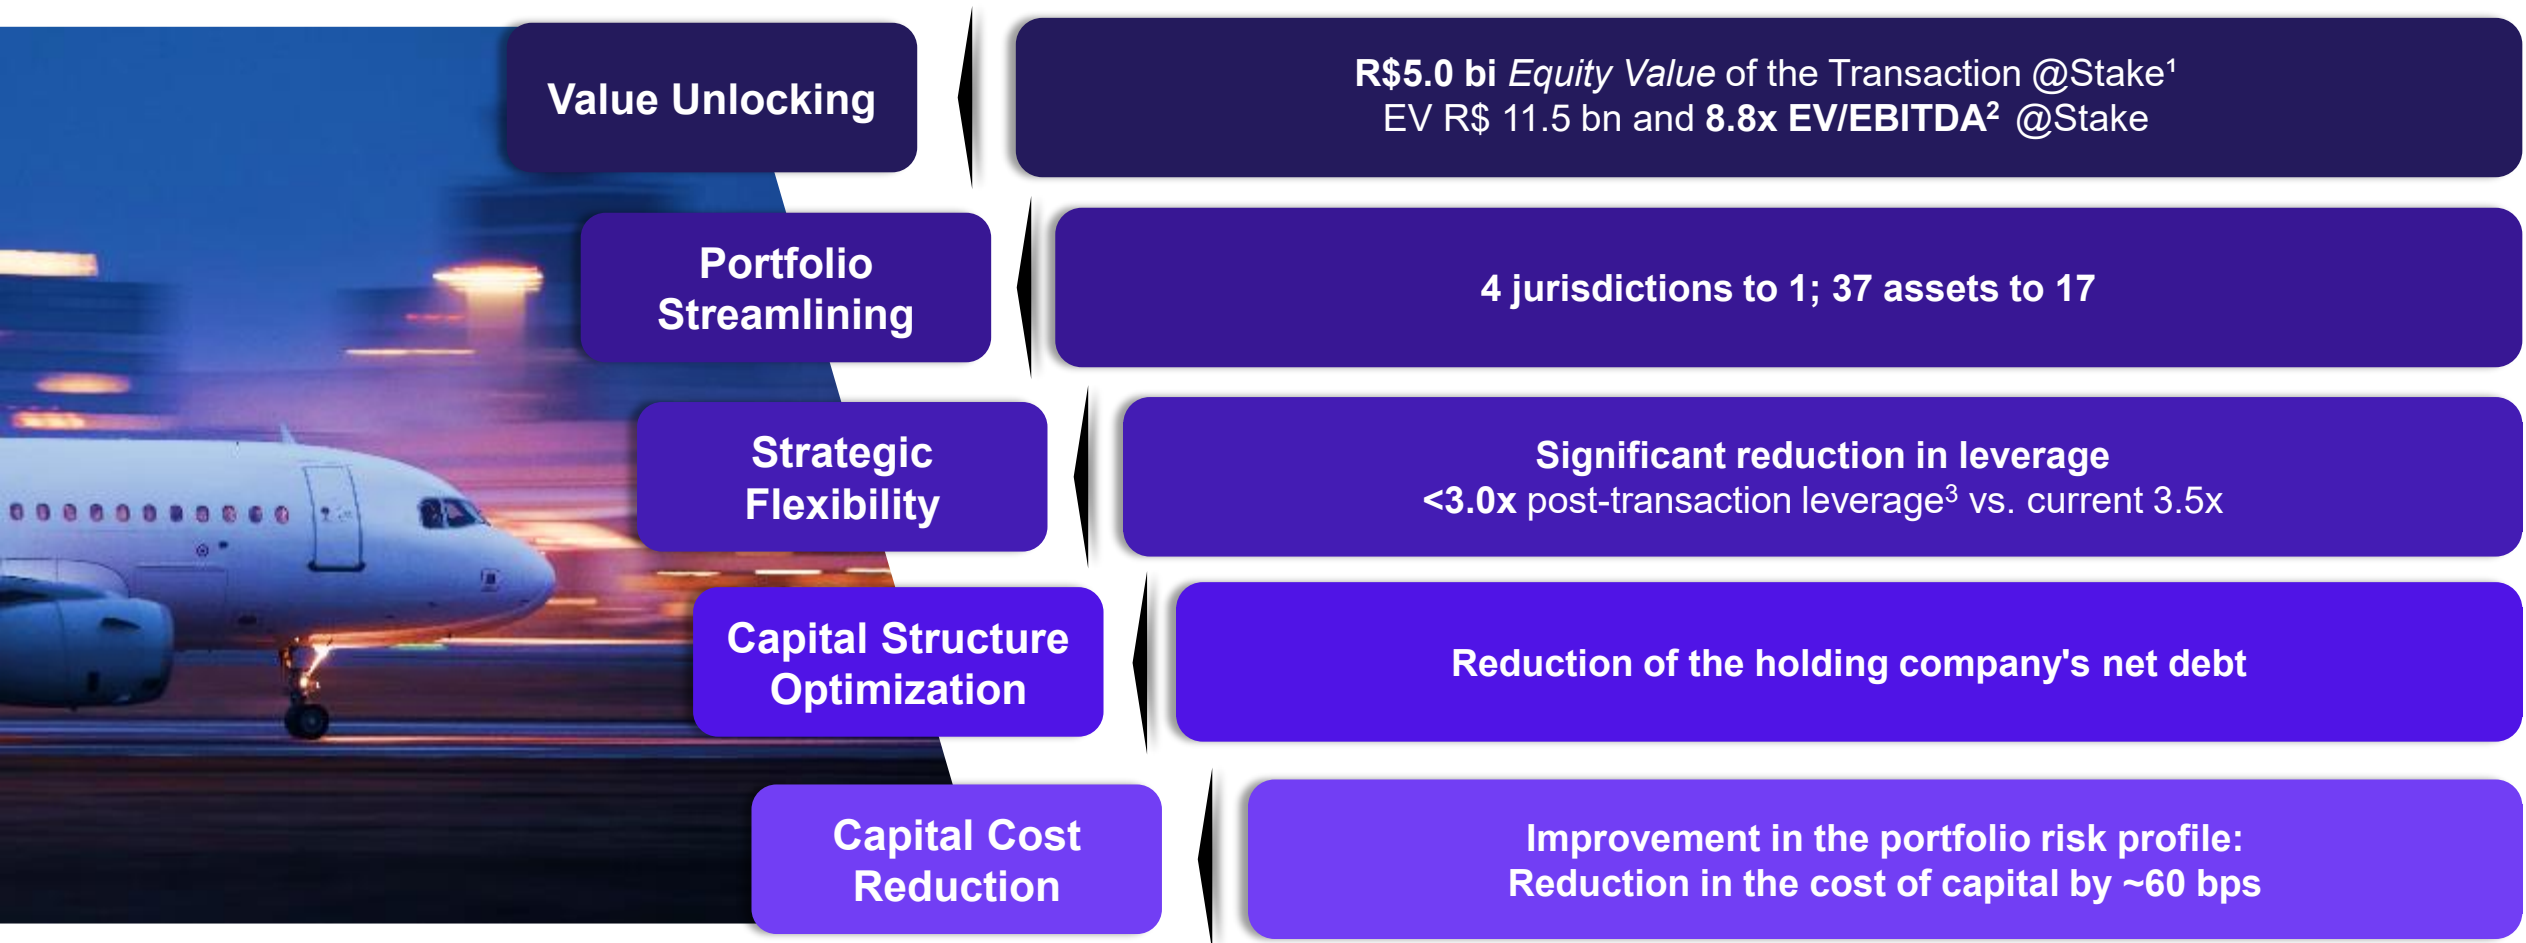 Value Unlocking
R$5.0 bi Equity Value of the Transaction @Stake¹
EV R$ 11.5 bn and 8.8x EV/EBITDA² @Stake
Portfolio
Streamlining
4 jurisdictions to 1; 37 assets to 17
Strategic
Flexibility
Significant reduction in leverage
<3.0x post-transaction leverage³ vs. current 3.5x
Capital Structure
Optimization
Reduction of the holding company's net debt
Capital Cost
Reduction
Improvement in the portfolio risk profile:
Reduction in the cost of capital by ~60 bps